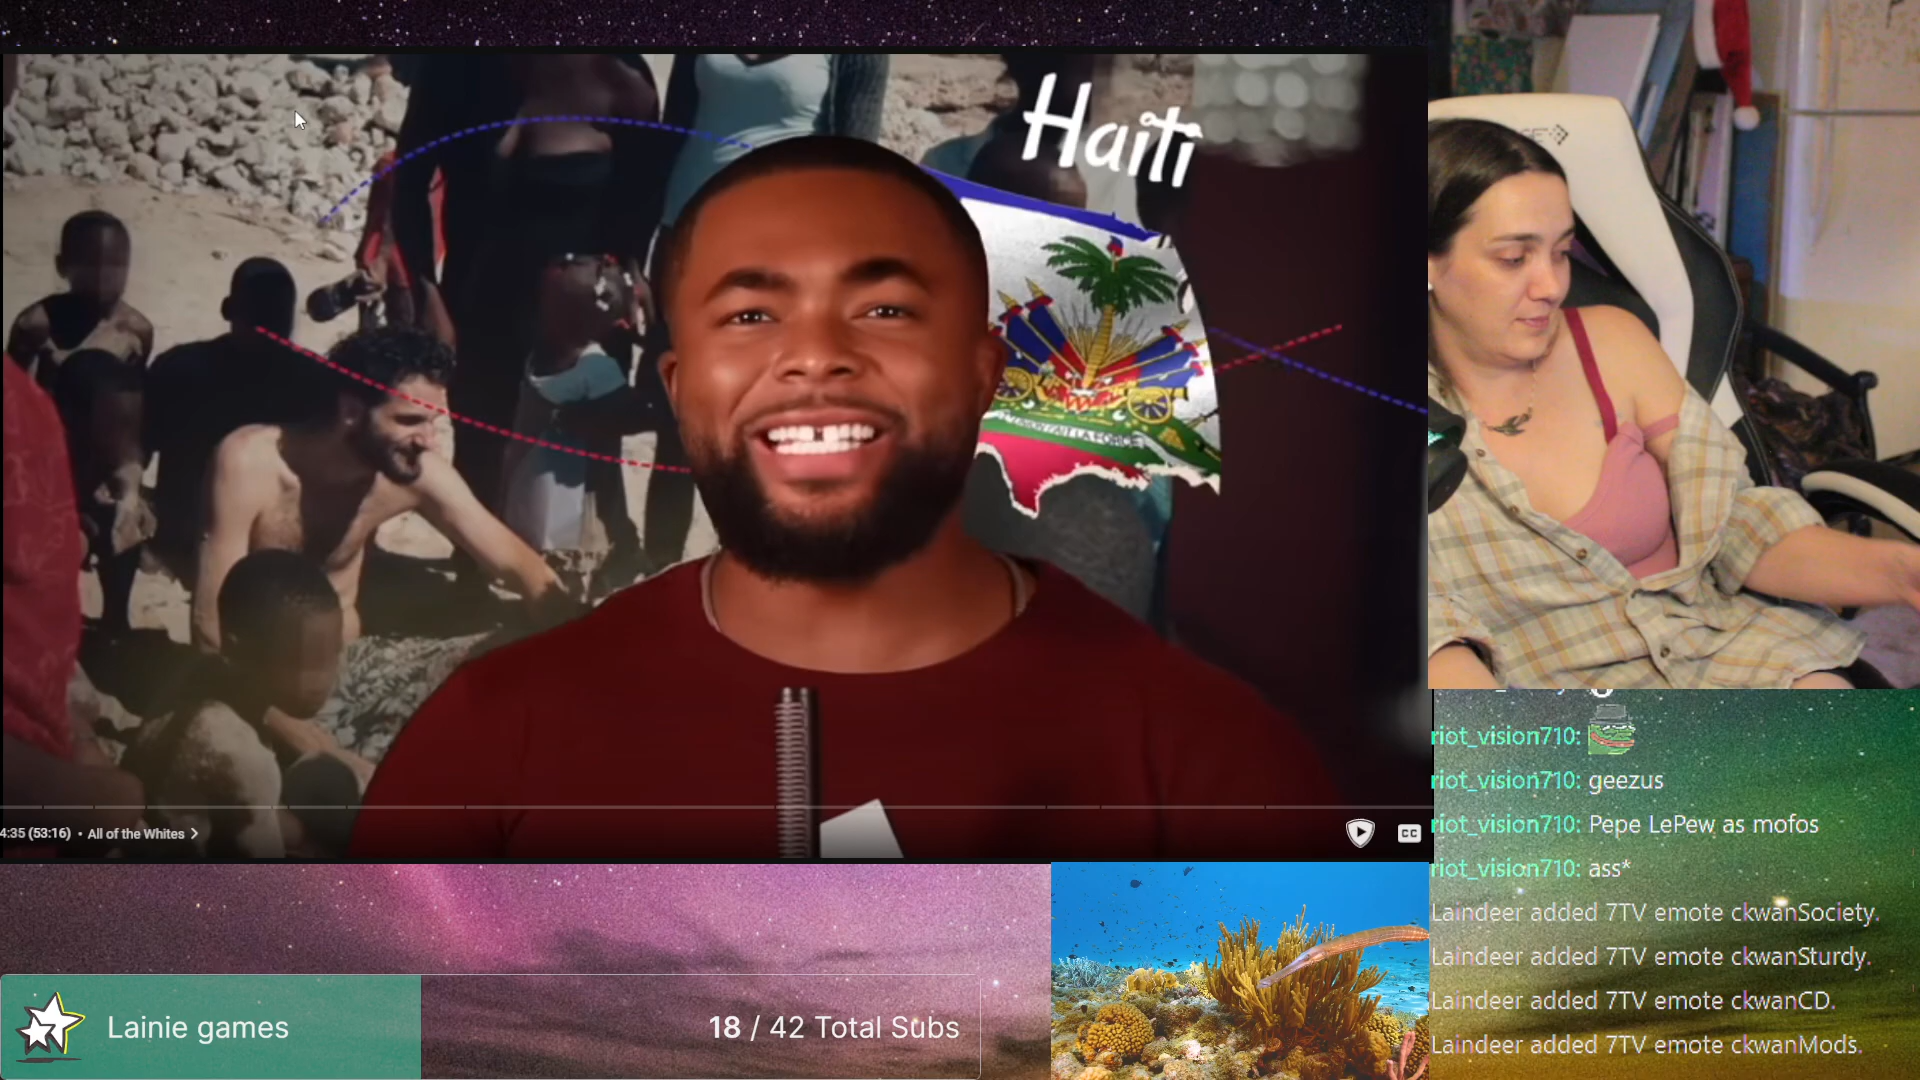 Haiti
L'UNION FAIT LA FORCE
4:35 (53:16) • All of the Whites >
CC
riot_vision710:
riot_vision710: geezus
riot_vision710: Pepe LePew as mofos
riot_vision710: ass*
Laindeer added 7TV emote ckwanSociety.
Laindeer added 7TV emote ckwanSturdy.
Laindeer added 7TV emote ckwanCD.
Laindeer added 7TV emote ckwanMods.
Lainie games
18 / 42 Total Subs